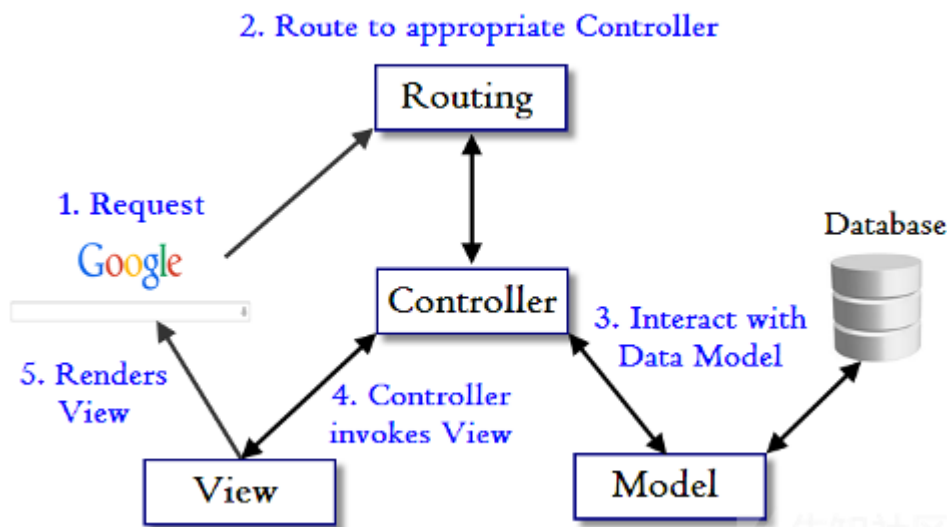 2. Route to appropriate Controller
Routing
1. Request
Google
Database
Controller
3. Interact with
Data Model
5. Renders
View
4. Controller
invokes View
View
Model